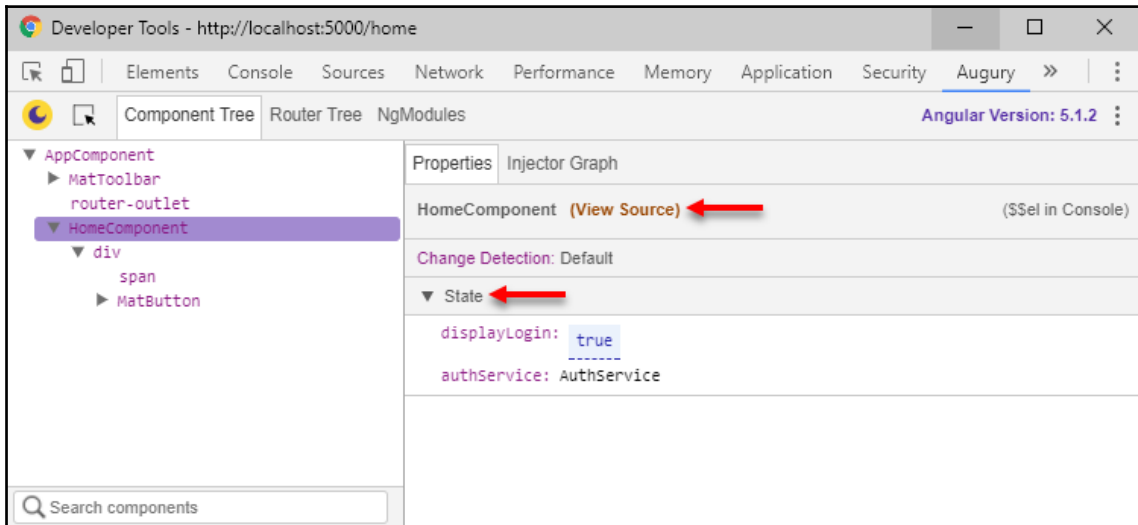 Developer Tools - http://localhost:5000/home
Elements Console Sources Network Performance Memory Application Security Augury »
Component Tree Router Tree NgModules Angular Version: 5.1.2
▼ AppComponent
▶ MatToolbar
router-outlet
▼ HomeComponent
▼ div
span
▶ MatButton
Search components
Properties Injector Graph
HomeComponent (View Source) ($$el in Console)
Change Detection: Default
▼ State
displayLogin: true
authService: AuthService